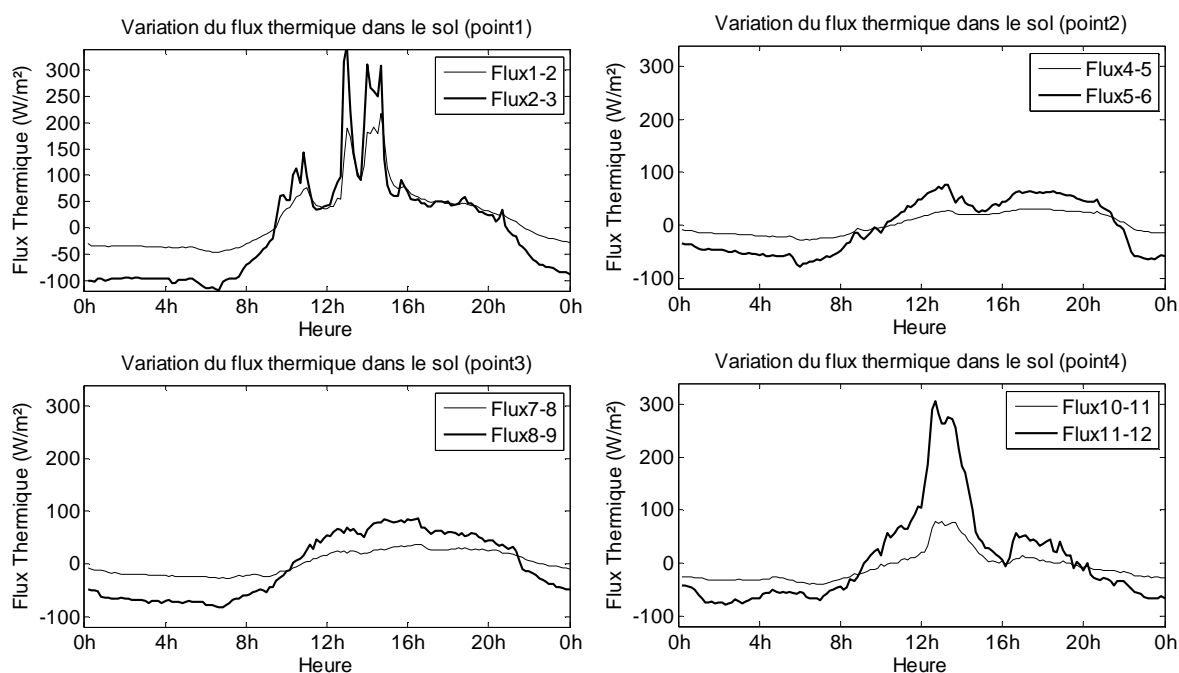 Variation du flux thermique dans le sol (point1)
Flux Thermique (W/m²)
300
250
200
150
100
50
0
-50
-100
Flux1-2
Flux2-3
0h 4h 8h 12h 16h 20h 0h
Heure
Variation du flux thermique dans le sol (point2)
Flux Thermique (W/m²)
300
200
100
0
-100
Flux4-5
Flux5-6
0h 4h 8h 12h 16h 20h 0h
Heure
Variation du flux thermique dans le sol (point3)
Flux Thermique (W/m²)
300
200
100
0
-100
Flux7-8
Flux8-9
0h 4h 8h 12h 16h 20h 0h
Heure
Variation du flux thermique dans le sol (point4)
Flux Thermique (W/m²)
300
200
100
0
-100
Flux10-11
Flux11-12
0h 4h 8h 12h 16h 20h 0h
Heure